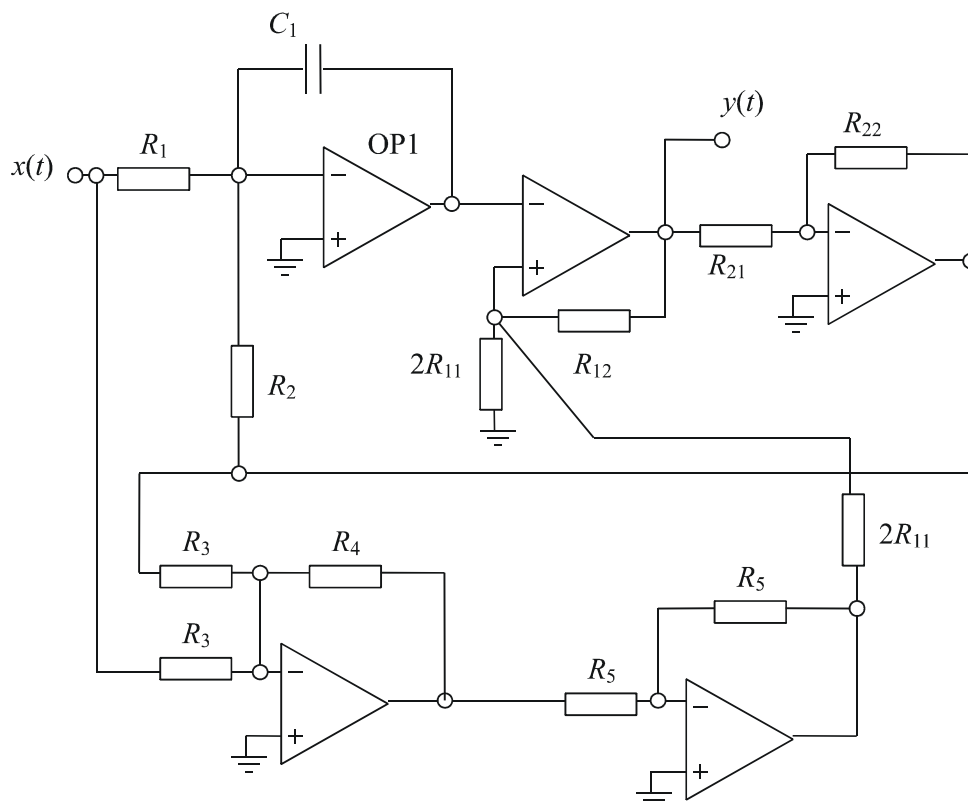 C₁
y(t)
R₂₂
R₁
OP1
x(t)
−
+
−
+
−
+
R₂₁
2R₁₁
R₁₂
R₂
2R₁₁
R₃
R₄
R₅
R₃
−
+
R₅
−
+